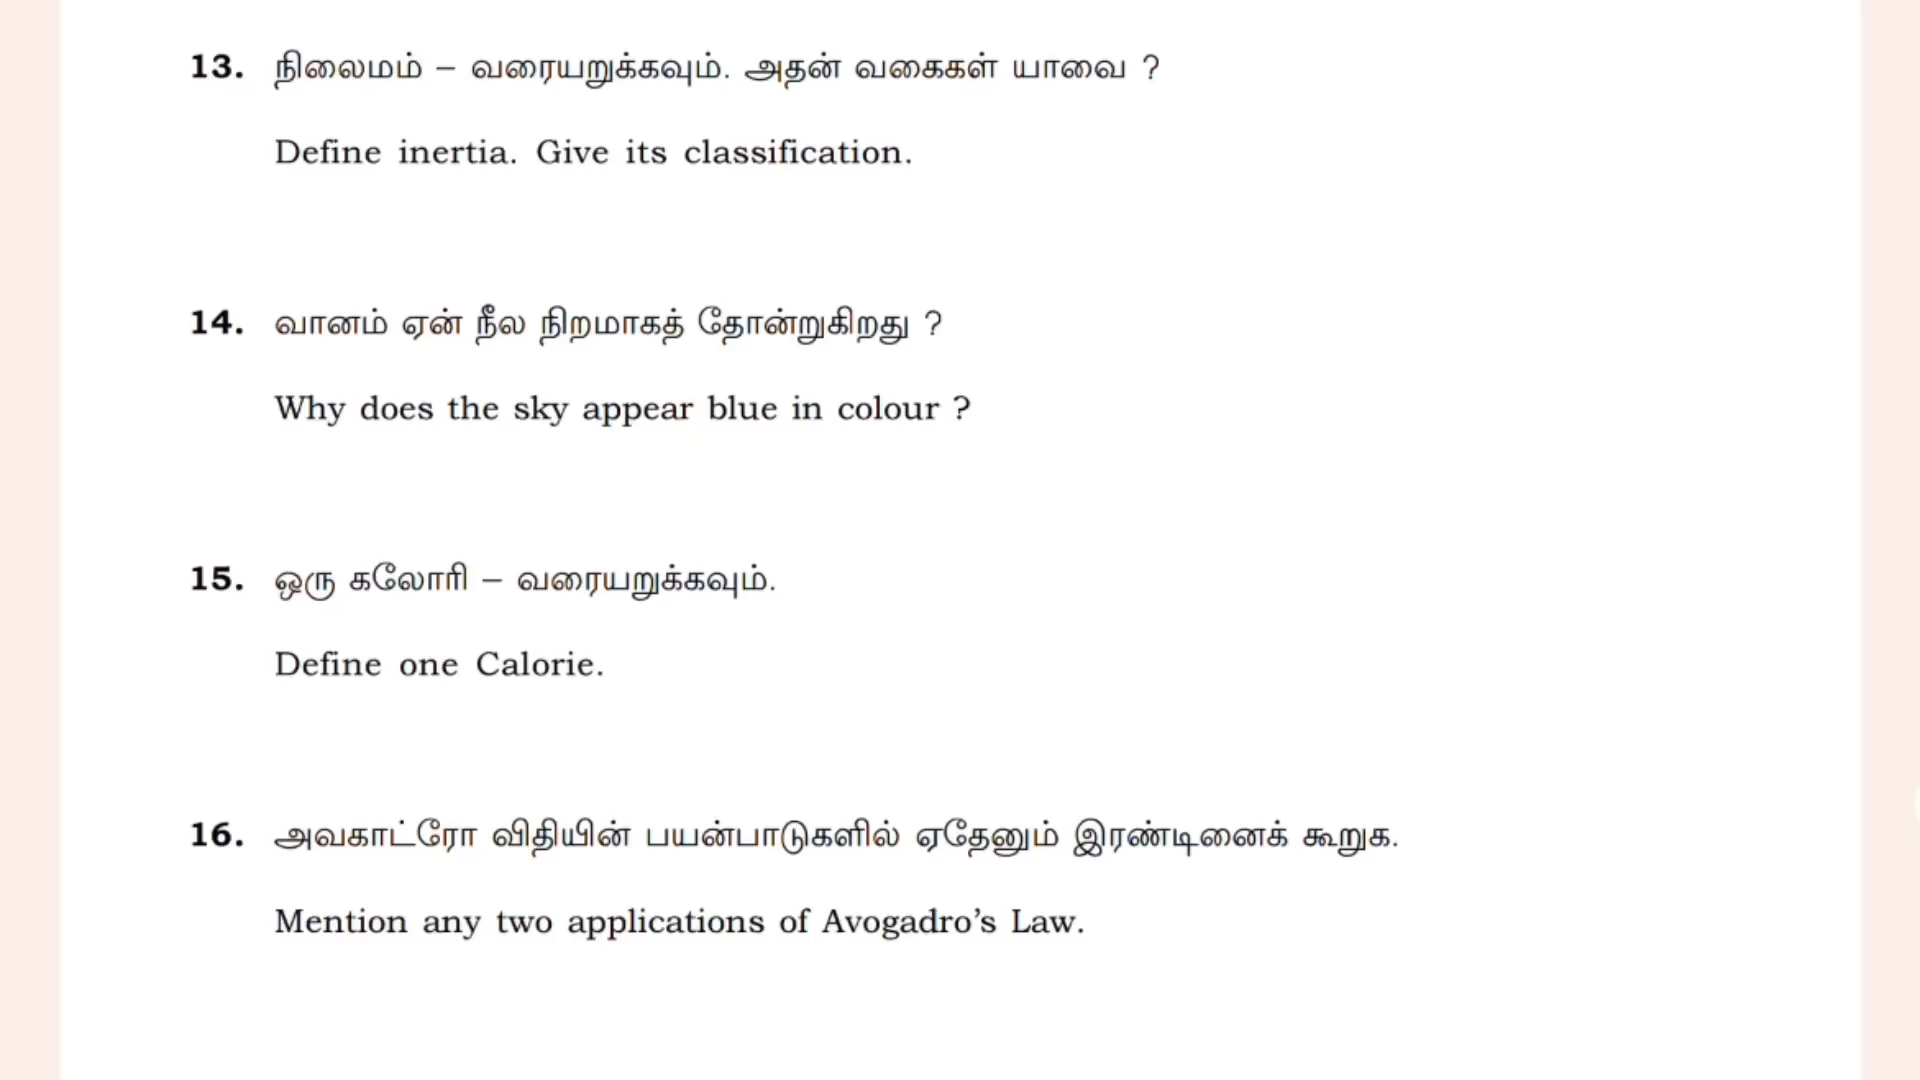 13. நிலைமம் – வரையறுக்கவும். அதன் வகைகள் யாவை ?
Define inertia. Give its classification.
14. வானம் ஏன் நீல நிறமாகத் தோன்றுகிறது ?
Why does the sky appear blue in colour ?
15. ஒரு கலோரி – வரையறுக்கவும்.
Define one Calorie.
16. அவகாட்ரோ விதியின் பயன்பாடுகளில் ஏதேனும் இரண்டினைக் கூறுக.
Mention any two applications of Avogadro’s Law.